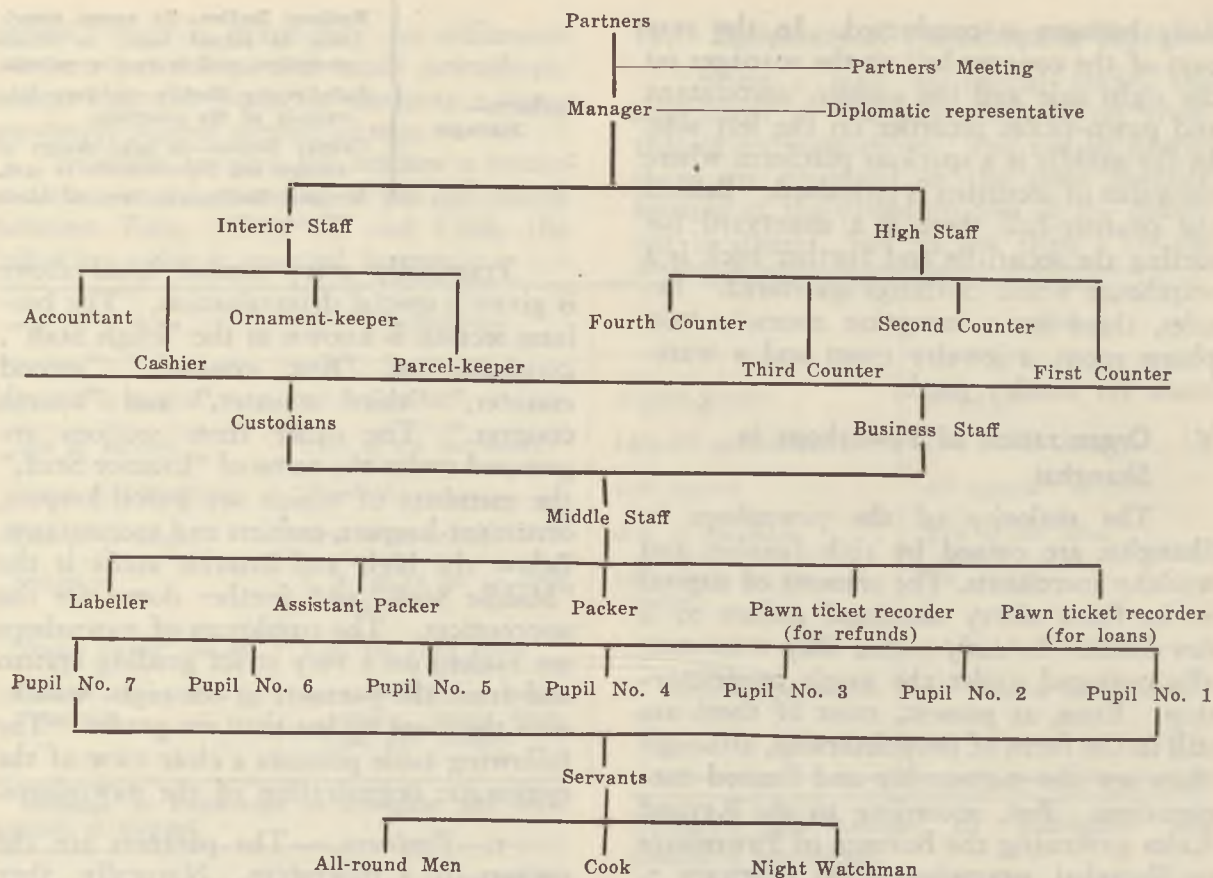 Partners
Partners' Meeting
Manager
Diplomatic representative
Interior Staff
High Staff
Accountant
Ornament-keeper
Fourth Counter
Second Counter
Cashier
Parcel-keeper
Third Counter
First Counter
Custodians
Business Staff
Middle Staff
Labeller
Assistant Packer
Packer
Pawn ticket recorder
(for refunds)
Pawn ticket recorder
(for loans)
Pupil No. 7
Pupil No. 6
Pupil No. 5
Pupil No. 4
Pupil No. 3
Pupil No. 2
Pupil No. 1
Servants
All-round Men
Cook
Night Watchman